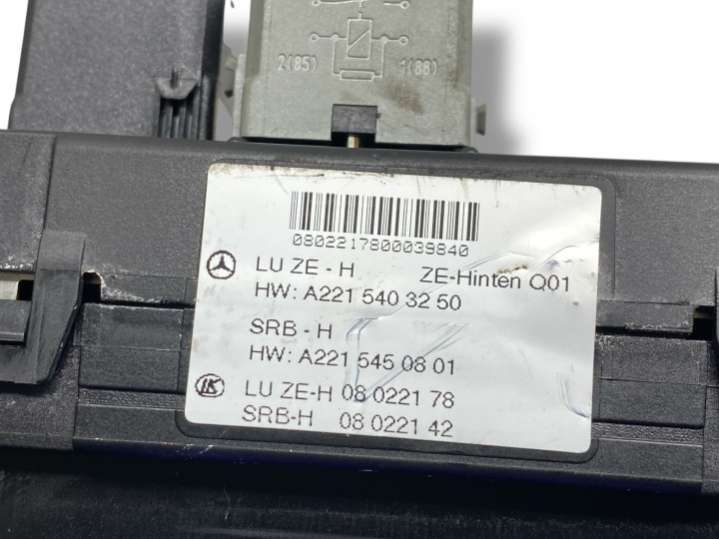 2(85) 1(88)
0802217800039840
LU ZE - H ZE-Hinten Q01
HW: A221 540 32 50
SRB - H
HW: A221 545 08 01
LK LU ZE-H 08 0221 78
SRB-H 08 0221 42